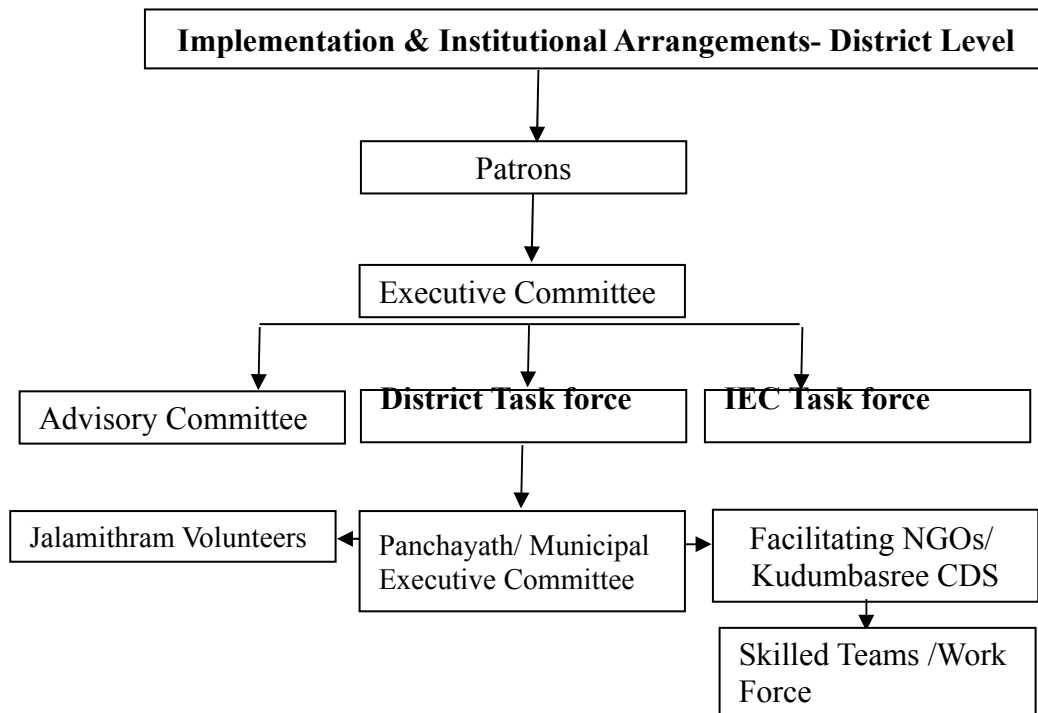 Implementation & Institutional Arrangements- District Level
Patrons
Executive Committee
Advisory Committee
District Task force
IEC Task force
Jalamithram Volunteers
Panchayath/ Municipal
Executive Committee
Facilitating NGOs/
Kudumbasree CDS
Skilled Teams /Work
Force